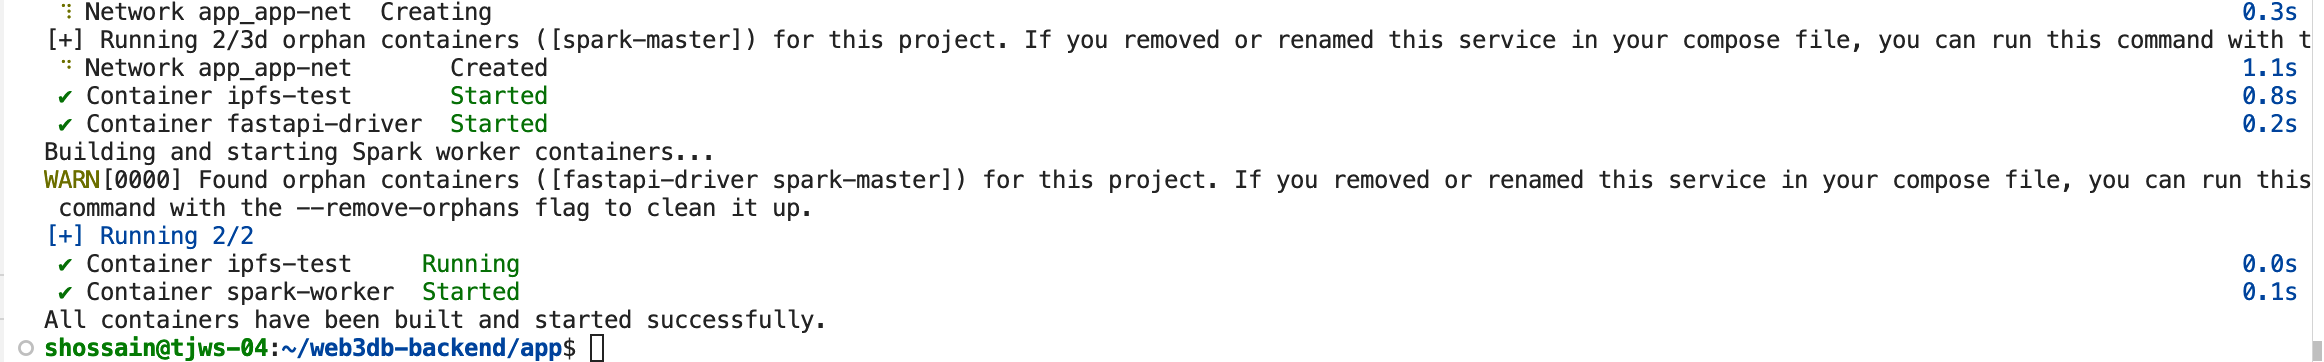 ⠹ Network app_app-net  Creating 0.3s
[+] Running 2/3d orphan containers ([spark-master]) for this project. If you removed or renamed this service in your compose file, you can run this command with t
⠙ Network app_app-net       Created 1.1s
✔ Container ipfs-test       Started 0.8s
✔ Container fastapi-driver  Started 0.2s
Building and starting Spark worker containers...
WARN[0000] Found orphan containers ([fastapi-driver spark-master]) for this project. If you removed or renamed this service in your compose file, you can run this
command with the --remove-orphans flag to clean it up.
[+] Running 2/2
✔ Container ipfs-test     Running 0.0s
✔ Container spark-worker  Started 0.1s
All containers have been built and started successfully.
shossain@tjws-04:~/web3db-backend/app$